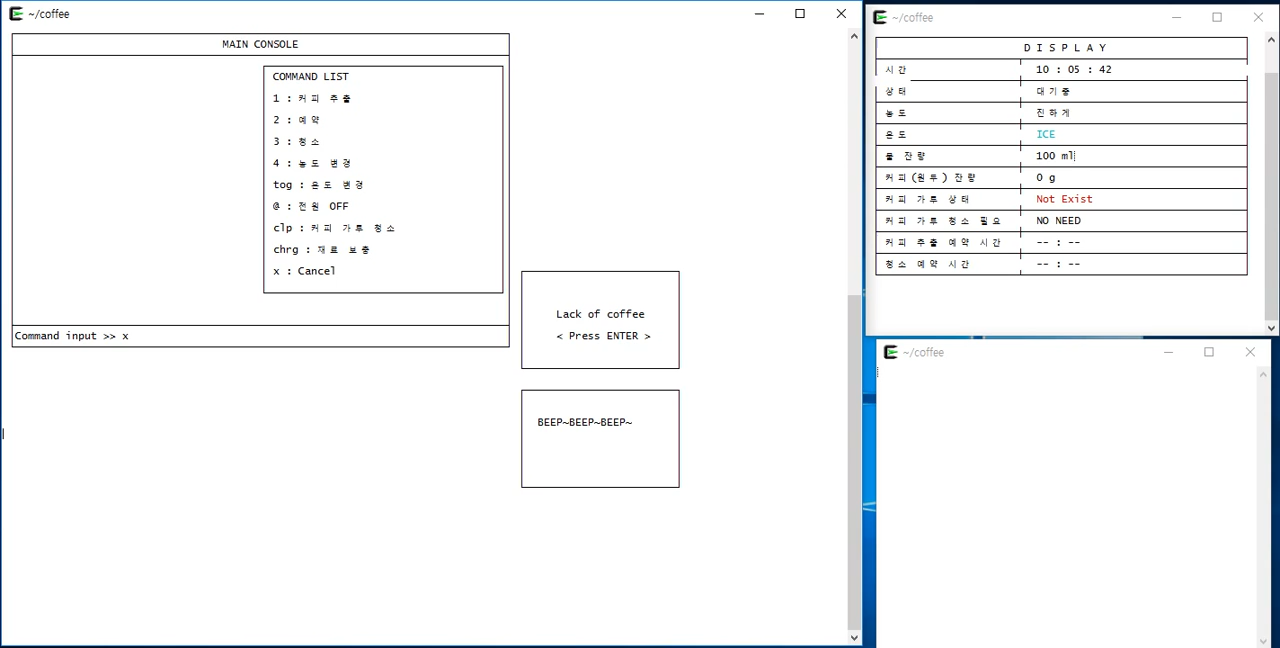 ~/coffee
MAIN CONSOLE
COMMAND LIST
1 : 커피 추출
2 : 예약
3 : 청소
4 : 농도 변경
tog : 온도 변경
@ : 전원 OFF
clp : 커피 가루 청소
chrg : 재료 보충
x : Cancel
Command input >> x
Lack of coffee
< Press ENTER >
BEEP~BEEP~BEEP~
~/coffee
D I S P L A Y
시간 10 : 05 : 42
상태 대기중
농도 진하게
온도 ICE
물 잔량 100 ml
커피(원두) 잔량 0 g
커피 가루 상태 Not Exist
커피 가루 청소 필요 NO NEED
커피 추출 예약 시간 -- : --
청소 예약 시간 -- : --
~/coffee